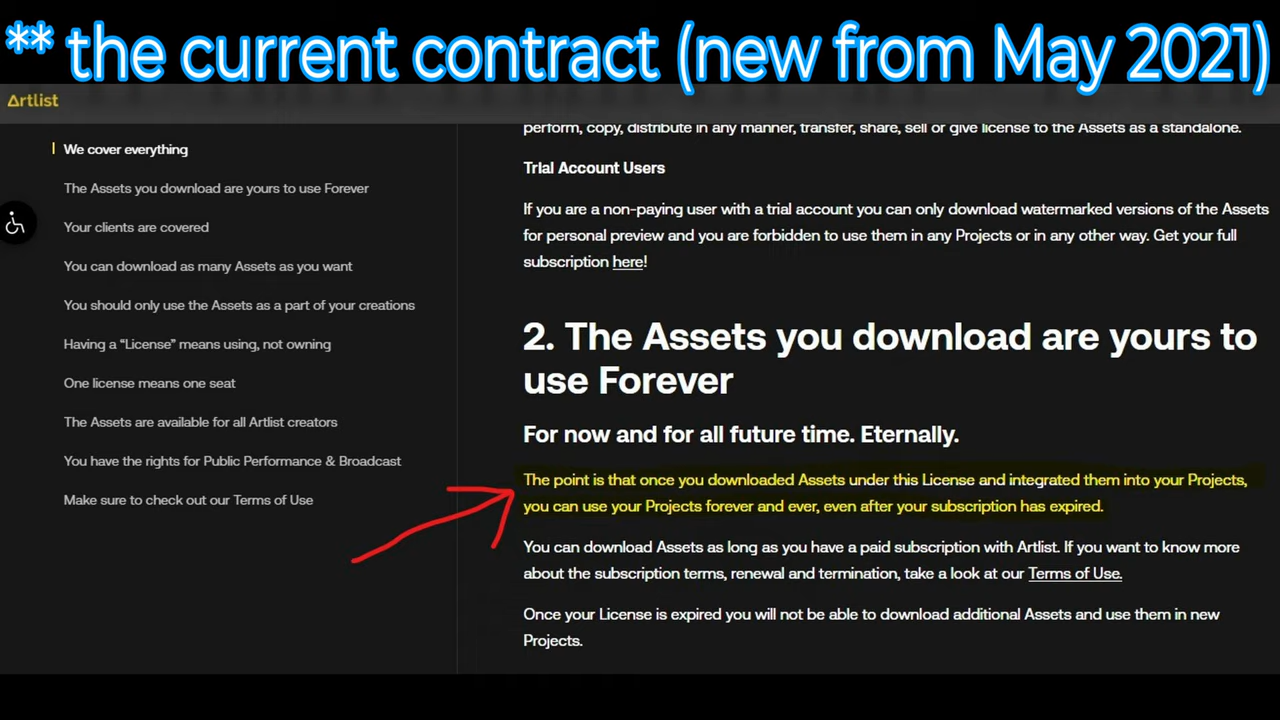 ** the current contract (new from May 2021)
Artlist
We cover everything
The Assets you download are yours to use Forever
Your clients are covered
You can download as many Assets as you want
You should only use the Assets as a part of your creations
Having a “License” means using, not owning
One license means one seat
The Assets are available for all Artlist creators
You have the rights for Public Performance & Broadcast
Make sure to check out our Terms of Use
perform, copy, distribute in any manner, transfer, share, sell or give license to the Assets as a standalone.
Trial Account Users
If you are a non-paying user with a trial account you can only download watermarked versions of the Assets
for personal preview and you are forbidden to use them in any Projects or in any other way. Get your full
subscription here!
2. The Assets you download are yours to
use Forever
For now and for all future time. Eternally.
The point is that once you downloaded Assets under this License and integrated them into your Projects,
you can use your Projects forever and ever, even after your subscription has expired.
You can download Assets as long as you have a paid subscription with Artlist. If you want to know more
about the subscription terms, renewal and termination, take a look at our Terms of Use.
Once your License is expired you will not be able to download additional Assets and use them in new
Projects.